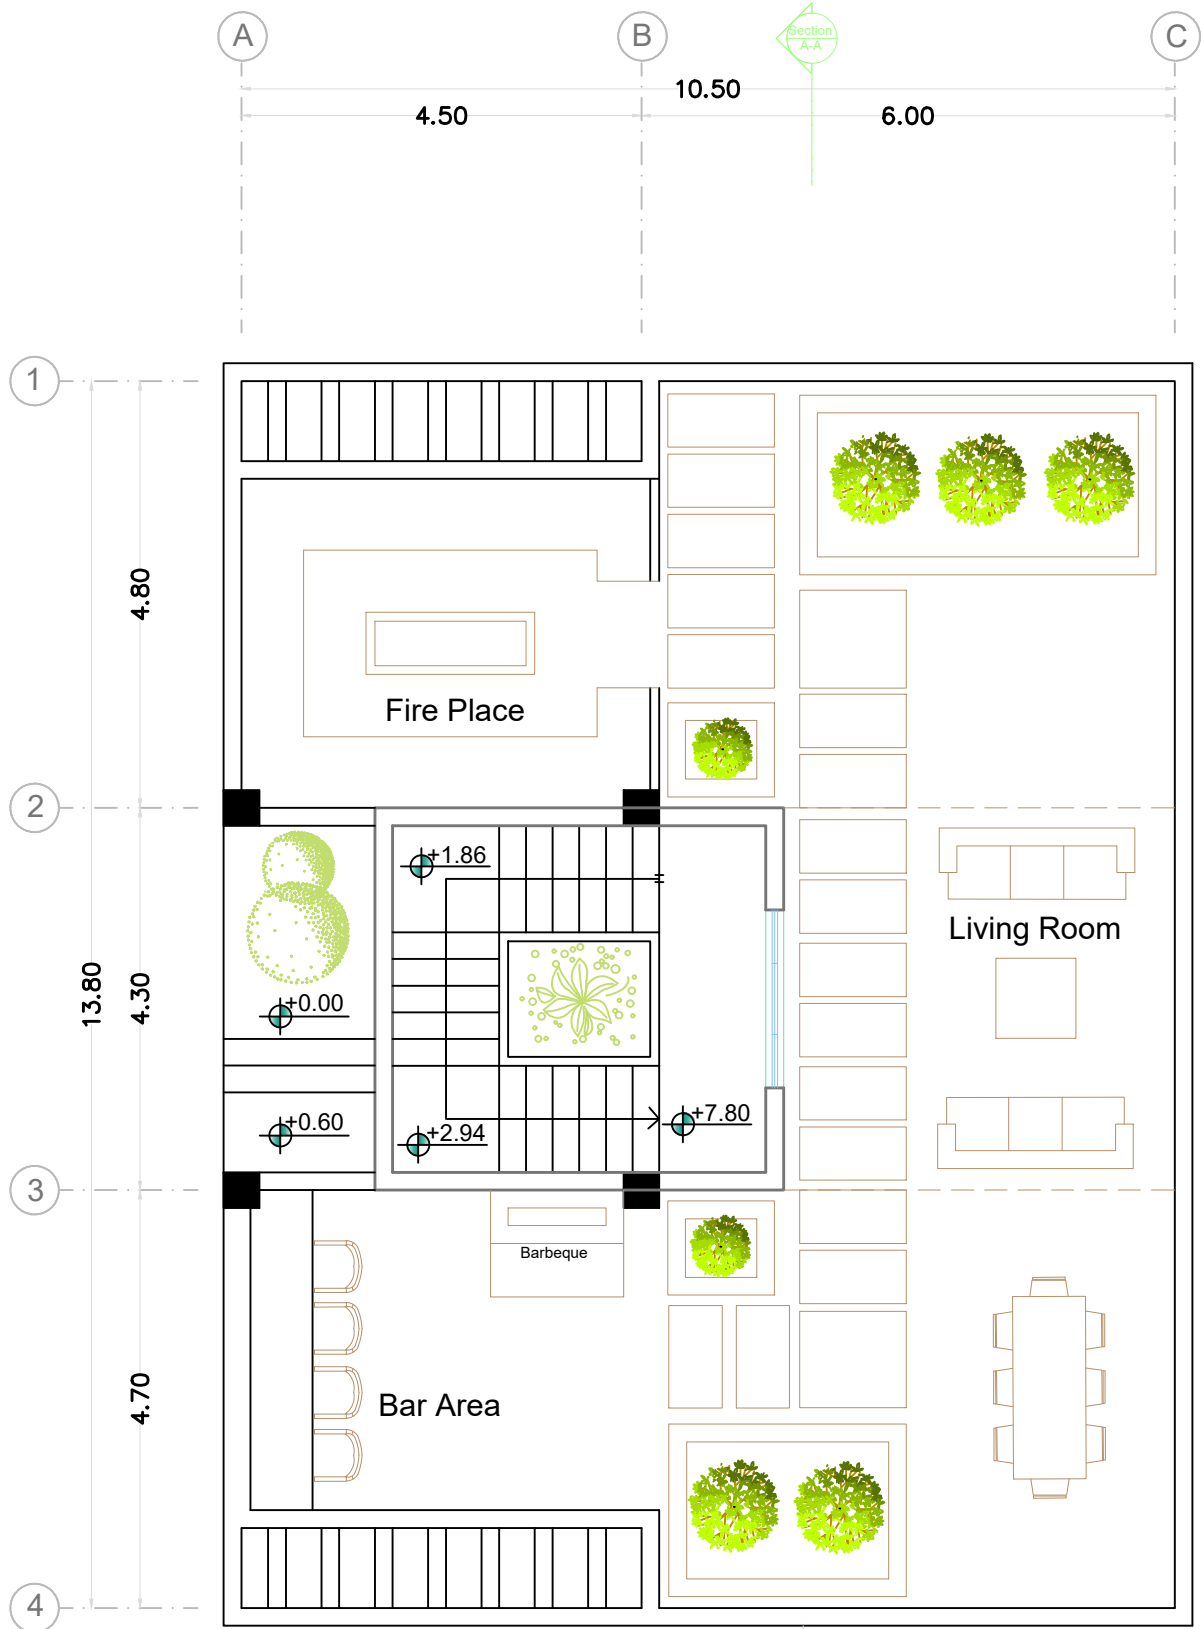 A
B
Section
A-A
C
10.50
4.50
6.00
1
4.80
Fire Place
2
+1.86
Living Room
13.80
4.30
+0.00
+0.60
+2.94
+7.80
3
Barbeque
4.70
Bar Area
4